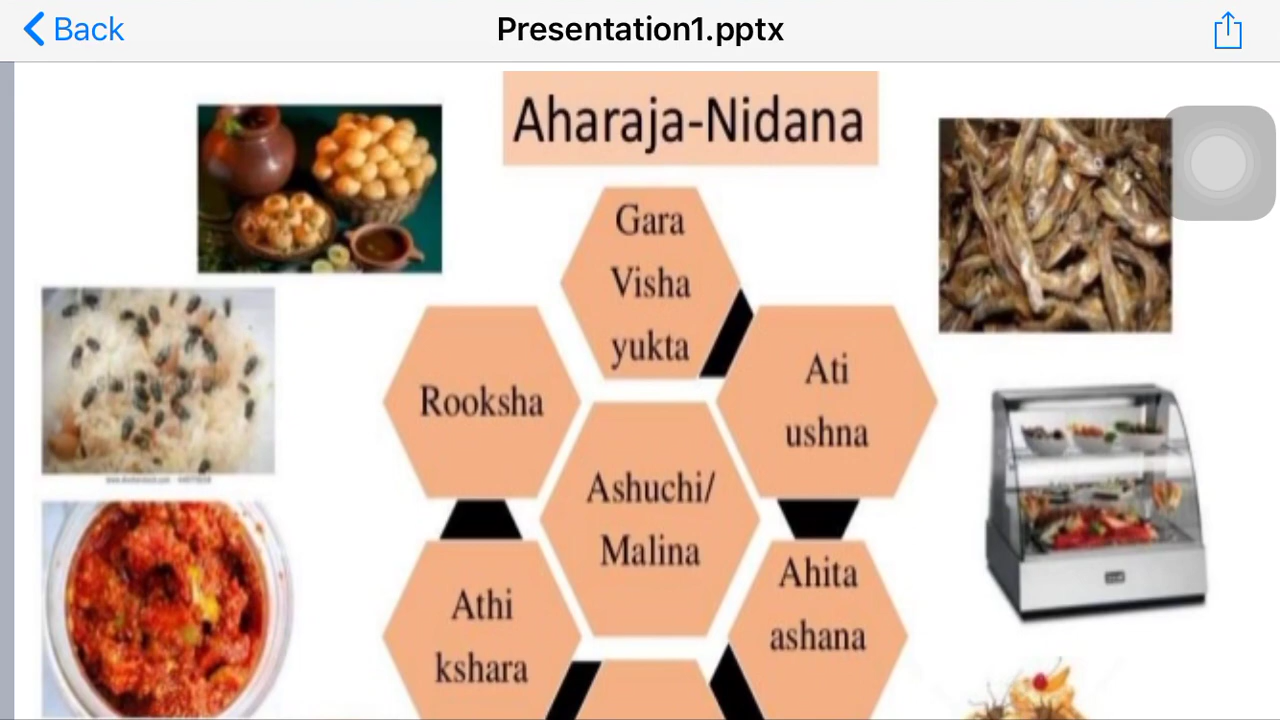 Back
Presentation1.pptx
Aharaja-Nidana
Gara
Visha
yukta
Rooksha
Ati
ushna
Ashuchi/
Malina
Athi
kshara
Ahita
ashana